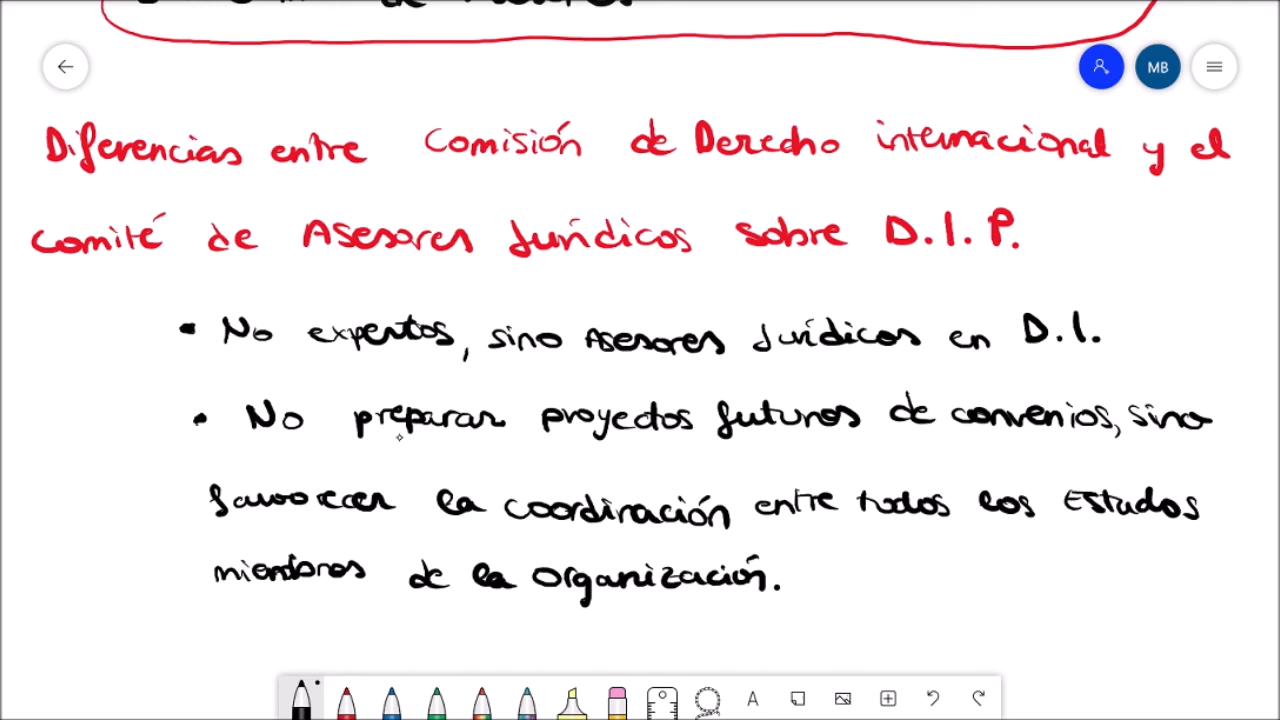 MB
Diferencias entre Comisión de Derecho internacional y el
comité de Asesores Jurídicos sobre D.I.P.
• No expertos, sino Asesores Jurídicos en D.I.
• No preparar proyectos futuros de convenios, sino
favorecer la coordinación entre todos los Estados
miembros de la organización.
A